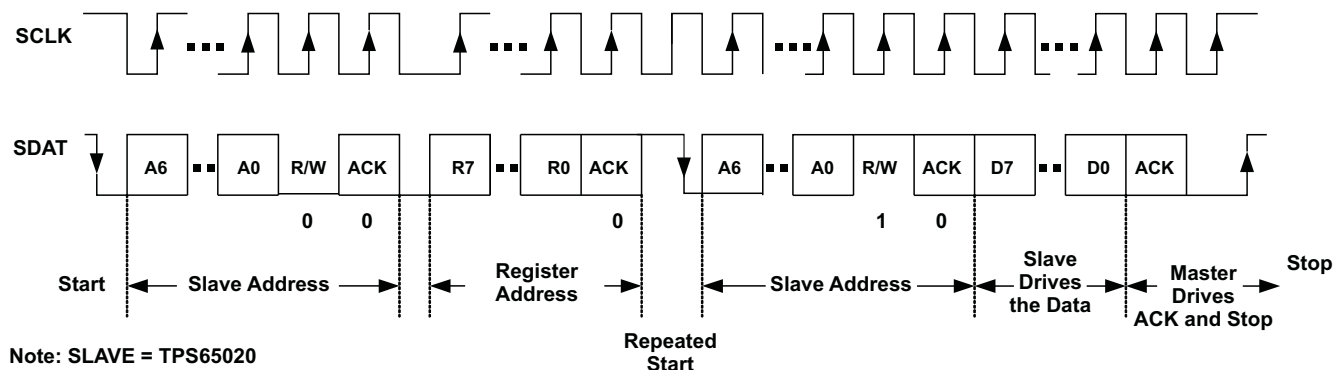 SCLK
SDAT
A6 A0 R/W ACK R7 R0 ACK A6 A0 R/W ACK D7 D0 ACK
0 0 0 1 0
Start
Slave Address
Register
Address
Slave Address
Slave
Drives
the Data
Master
Drives
ACK and Stop
Stop
Repeated
Start
Note: SLAVE = TPS65020